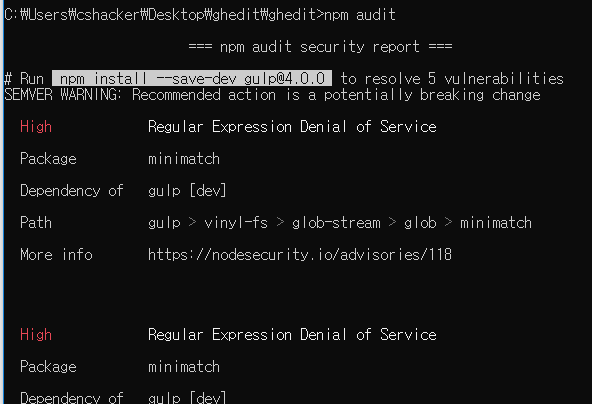 C:₩Users₩cshacker₩Desktop₩ghedit₩ghedit>npm audit
=== npm audit security report ===
# Run npm install --save-dev gulp@4.0.0 to resolve 5 vulnerabilities
SEMVER WARNING: Recommended action is a potentially breaking change
High Regular Expression Denial of Service
Package minimatch
Dependency of gulp [dev]
Path gulp > vinyl-fs > glob-stream > glob > minimatch
More info https://nodesecurity.io/advisories/118
High Regular Expression Denial of Service
Package minimatch
Dependency of gulp [dev]